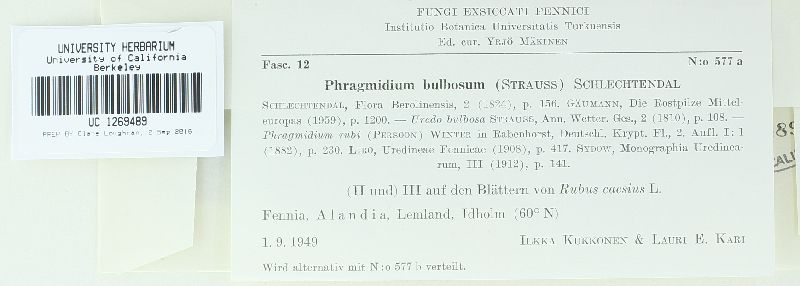 UNIVERSITY HERBARIUM
University of California
Berkeley
UC 1269489
PREP BY Clare Loughran, 2 Sep 2016
FUNGI EXSICCATI FENNICI
Institutio Botanica Universitatis Turkuensis
Ed. cur. YRJÖ MÄKINEN
Fasc. 12 N:o 577 a
Phragmidium bulbosum (STRAUSS) SCHLECHTENDAL
SCHLECHTENDAL, Flora Berolinensis, 2 (1824), p. 156. GÄUMANN, Die Rostpilze Mittel-
europas (1959), p. 1200. — Uredo bulbosa STRAUSS, Ann. Wetter. Ges., 2 (1810), p. 108. —
Phragmidium rubi (PERSOON) WINTER in Rabenhorst, Deutschl. Krypt. Fl., 2. Aufl. I: 1
(1882), p. 230. LIRO, Uredineae Fennicae (1908), p. 417. SYDOW, Monographia Uredinea-
rum, III (1912), p. 141.
(II und) III auf den Blättern von Rubus caesius L.
Fennia, Alandia, Lemland, Idholm (60° N)
1. 9. 1949 ILKKA KUKKONEN & LAURI E. KARI
Wird alternativ mit N:o 577 b verteilt.